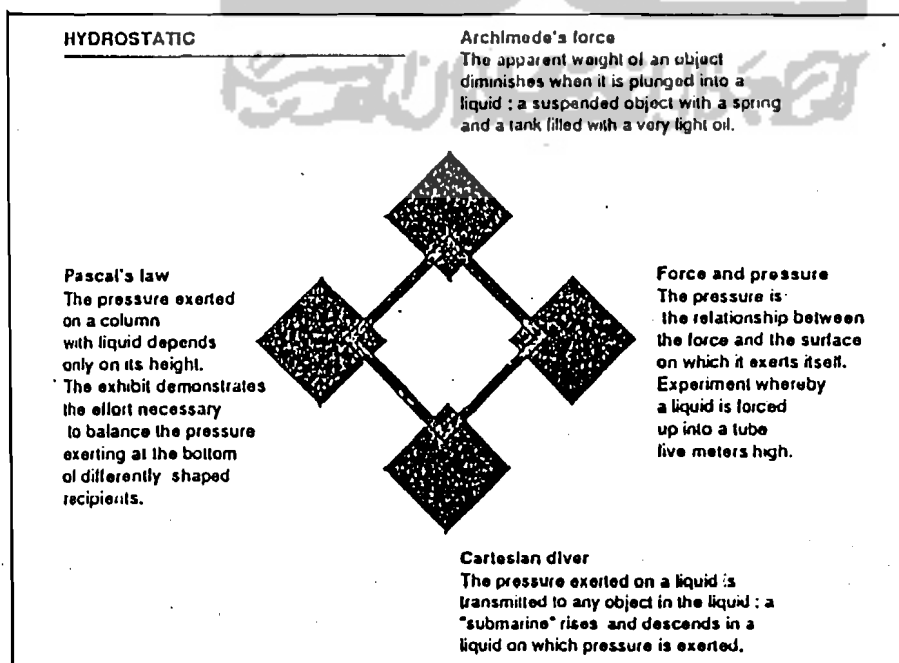 HYDROSTATIC
Archimede's force
The apparent weight of an object
diminishes when it is plunged into a
liquid ; a suspended object with a spring
and a tank filled with a very light oil.
Pascal's law
The pressure exerted
on a column
with liquid depends
only on its height.
The exhibit demonstrates
the effort necessary
to balance the pressure
exerting at the bottom
of differently shaped
recipients.
Force and pressure
The pressure is
the relationship between
the force and the surface
on which it exerts itself.
Experiment whereby
a liquid is forced
up into a tube
five meters high.
Cartesian diver
The pressure exerted on a liquid is
transmitted to any object in the liquid ; a
"submarine" rises and descends in a
liquid on which pressure is exerted.